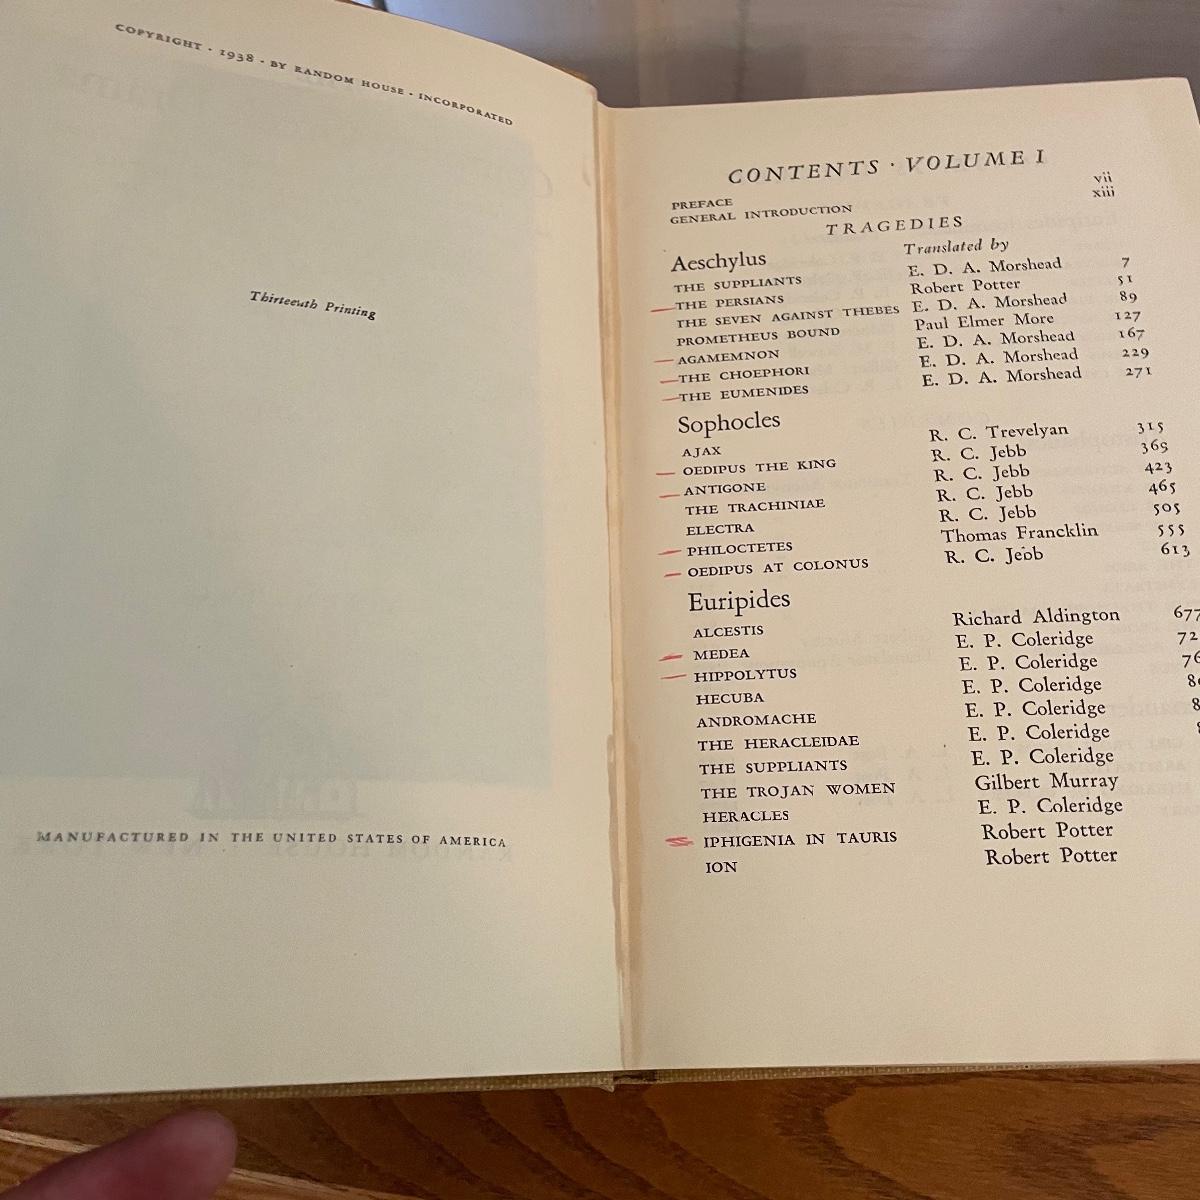 COPYRIGHT · 1938 · BY RANDOM HOUSE · INCORPORATED
Thirteenth Printing
MANUFACTURED IN THE UNITED STATES OF AMERICA
CONTENTS · VOLUME I
PREFACE vii
GENERAL INTRODUCTION xiii
TRAGEDIES
Aeschylus Translated by
THE SUPPLIANTS E. D. A. Morshead 7
THE PERSIANS Robert Potter 51
THE SEVEN AGAINST THEBES E. D. A. Morshead 89
PROMETHEUS BOUND Paul Elmer More 127
AGAMEMNON E. D. A. Morshead 167
THE CHOEPHORI E. D. A. Morshead 229
THE EUMENIDES E. D. A. Morshead 271
Sophocles
AJAX R. C. Trevelyan 315
OEDIPUS THE KING R. C. Jebb 369
ANTIGONE R. C. Jebb 423
THE TRACHINIAE R. C. Jebb 465
ELECTRA R. C. Jebb 505
PHILOCTETES Thomas Francklin 555
OEDIPUS AT COLONUS R. C. Jebb 613
Euripides
ALCESTIS Richard Aldington 677
MEDEA E. P. Coleridge 72
HIPPOLYTUS E. P. Coleridge 76
HECUBA E. P. Coleridge 8
ANDROMACHE E. P. Coleridge 8
THE HERACLEIDAE E. P. Coleridge
THE SUPPLIANTS E. P. Coleridge
THE TROJAN WOMEN Gilbert Murray
HERACLES E. P. Coleridge
IPHIGENIA IN TAURIS Robert Potter
ION Robert Potter